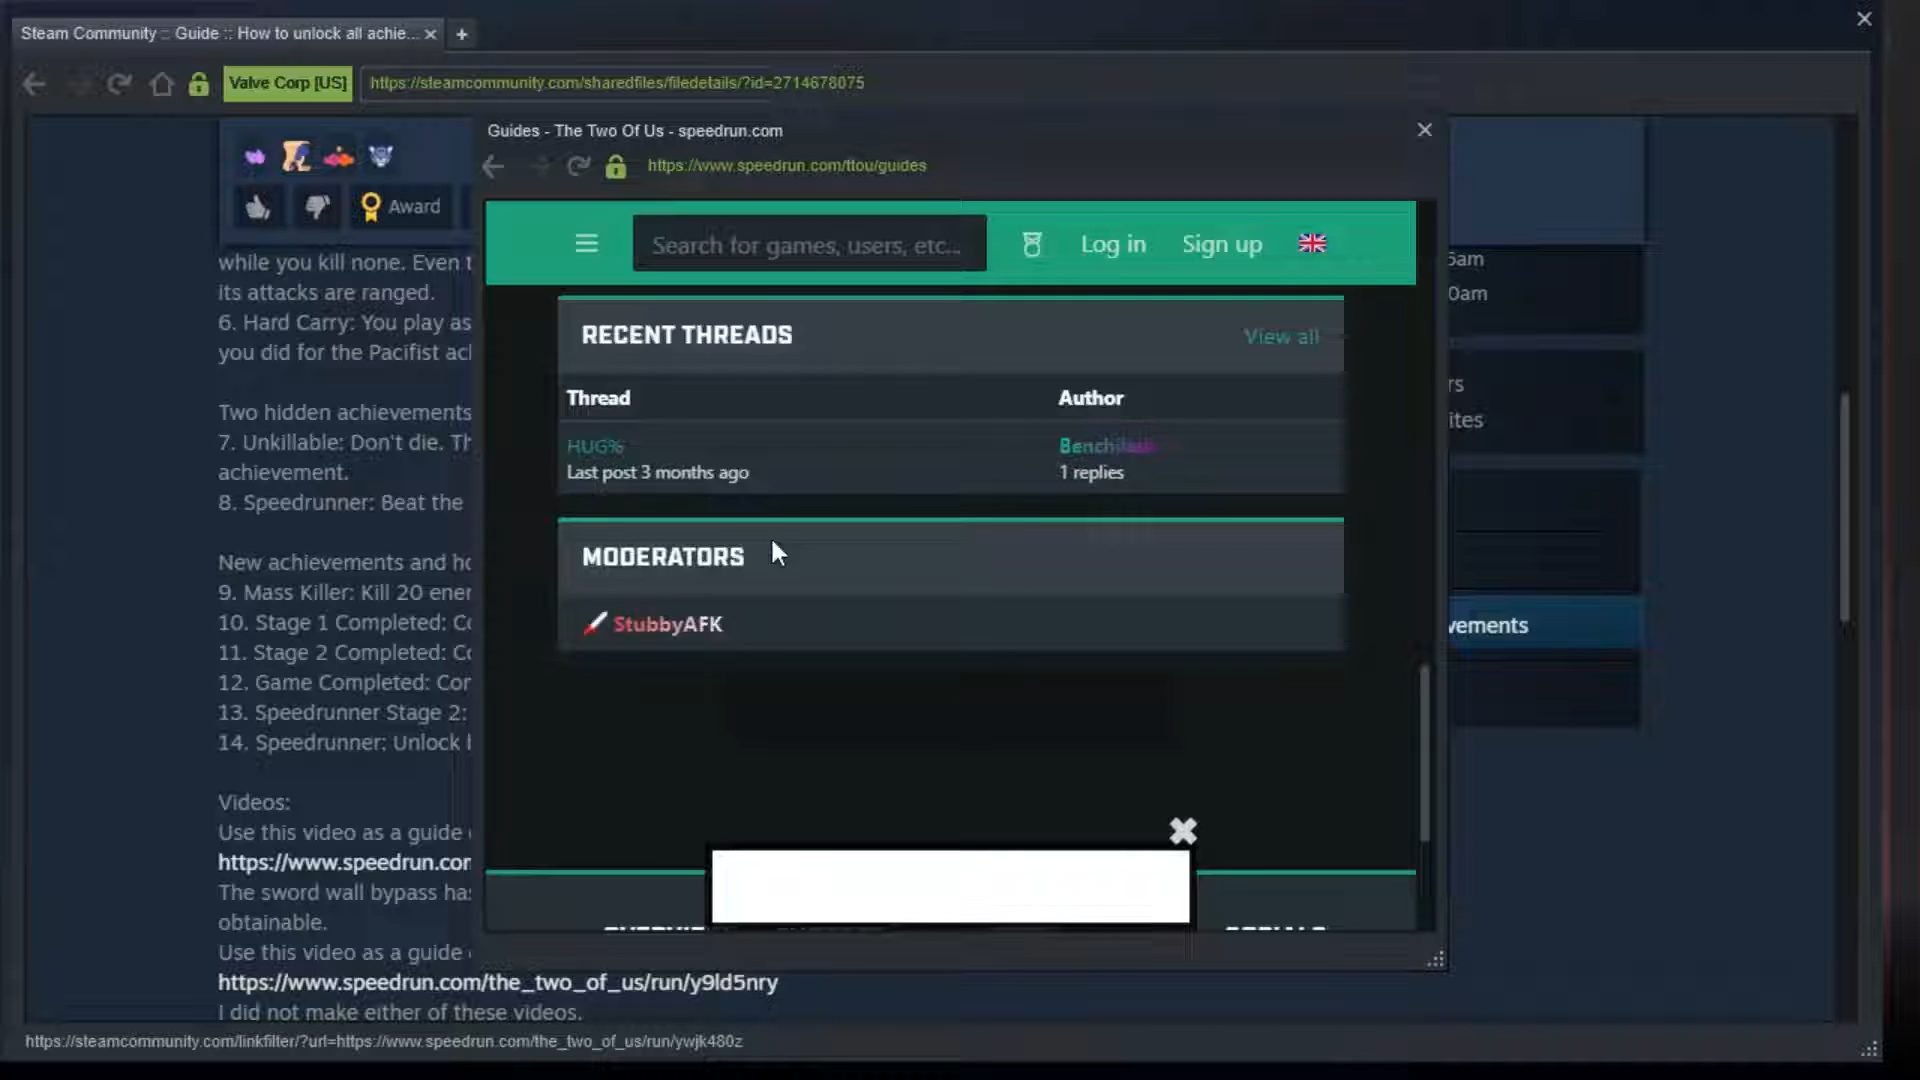 Steam Community :: Guide :: How to unlock all achie...
Valve Corp [US]
https://steamcommunity.com/sharedfiles/filedetails/?id=2714678075
Award
while you kill none. Even
its attacks are ranged.
6. Hard Carry: You play as
you did for the Pacifist
Two hidden achievements
7. Unkillable: Don't die.
achievement.
8. Speedrunner: Beat the
New achievements and
9. Mass Killer: Kill 20
10. Stage 1 Completed:
11. Stage 2 Completed:
12. Game Completed:
13. Speedrunner Stage 2:
14. Speedrunner: Unlock
Videos:
Use this video as a guide
https://www.speedrun.com
The sword wall bypass
obtainable.
Use this video as a guide
https://www.speedrun.com/the_two_of_us/run/y9ld5nry
I did not make either of these videos.
https://steamcommunity.com/linkfilter/?url=https://www.speedrun.com/the_two_of_us/run/ywjk480z
Guides - The Two Of Us - speedrun.com
https://www.speedrun.com/ttou/guides
Search for games, users, etc...
Log in
Sign up
RECENT THREADS
View all
Thread Author
HUG%
Last post 3 months ago
1 replies
MODERATORS
StubbyAFK